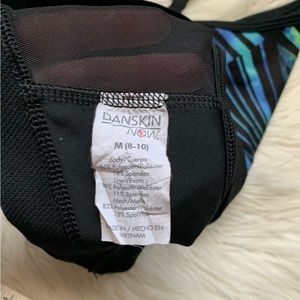 DANSKIN
NOW.
M (8-10)
Body/Cuerpo :
Polyester/Poliéster
Spandex
Liner/Forro :
Polyester/Poliéster
11% Spandex
Mesh/Malla :
82% Polyester/Poliéster
18% Spandex
MADE IN / HECHO EN
VIETNAM